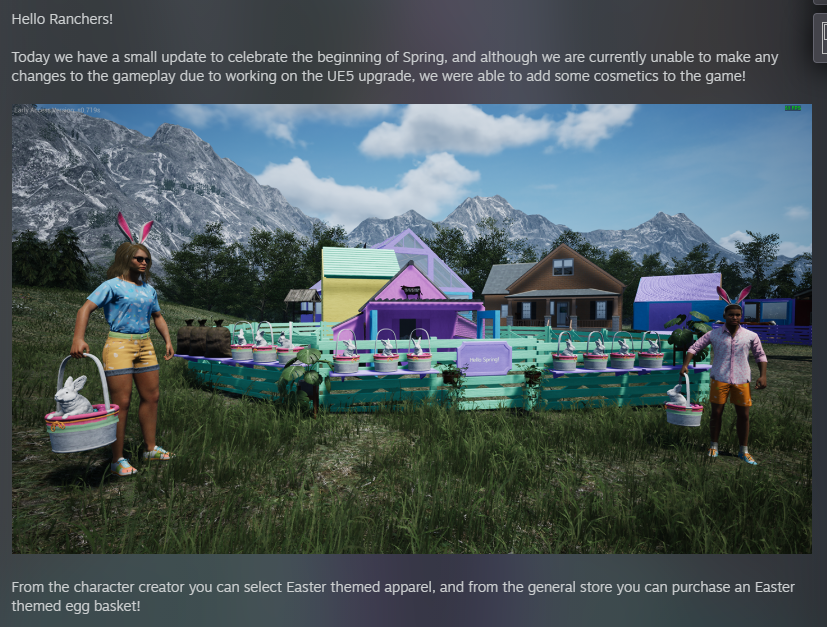 Hello Ranchers!
Today we have a small update to celebrate the beginning of Spring, and although we are currently unable to make any
changes to the gameplay due to working on the UE5 upgrade, we were able to add some cosmetics to the game!
Early Access Version:
Hello Spring!
From the character creator you can select Easter themed apparel, and from the general store you can purchase an Easter
themed egg basket!